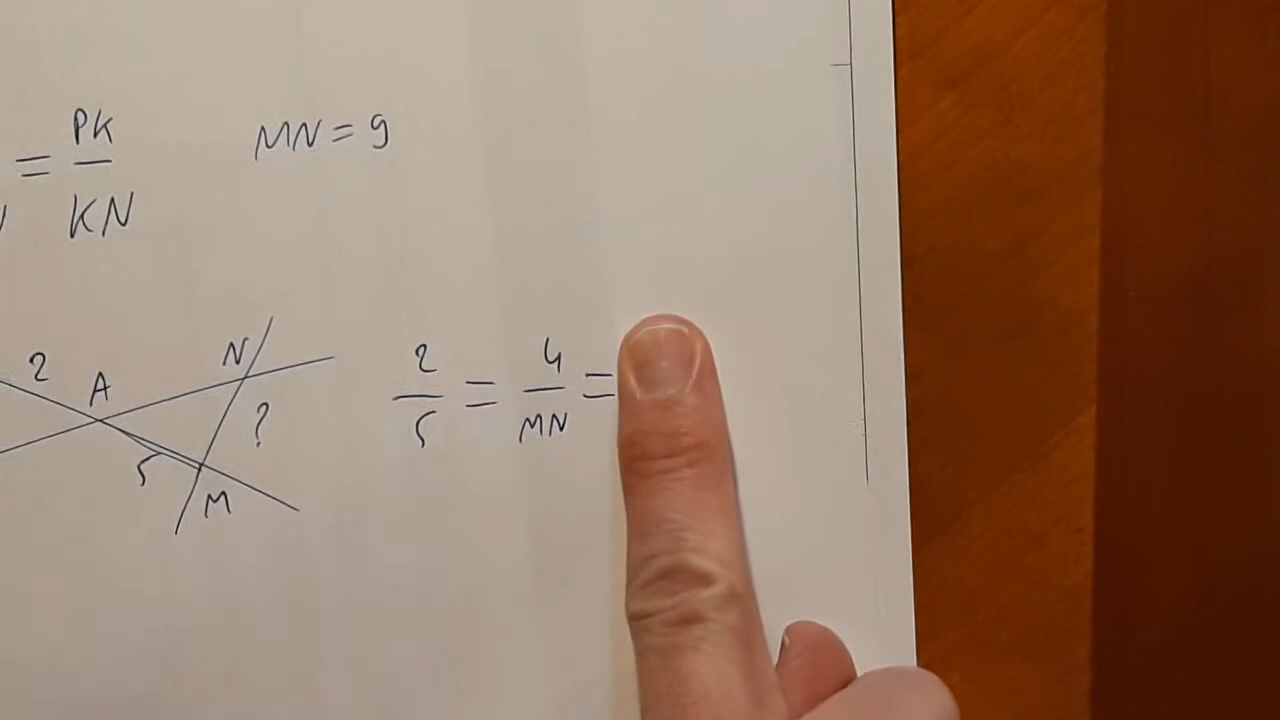 = PK / KN
MN = 9
2
A
N
?
5
M
2 / 5 = 4 / MN =